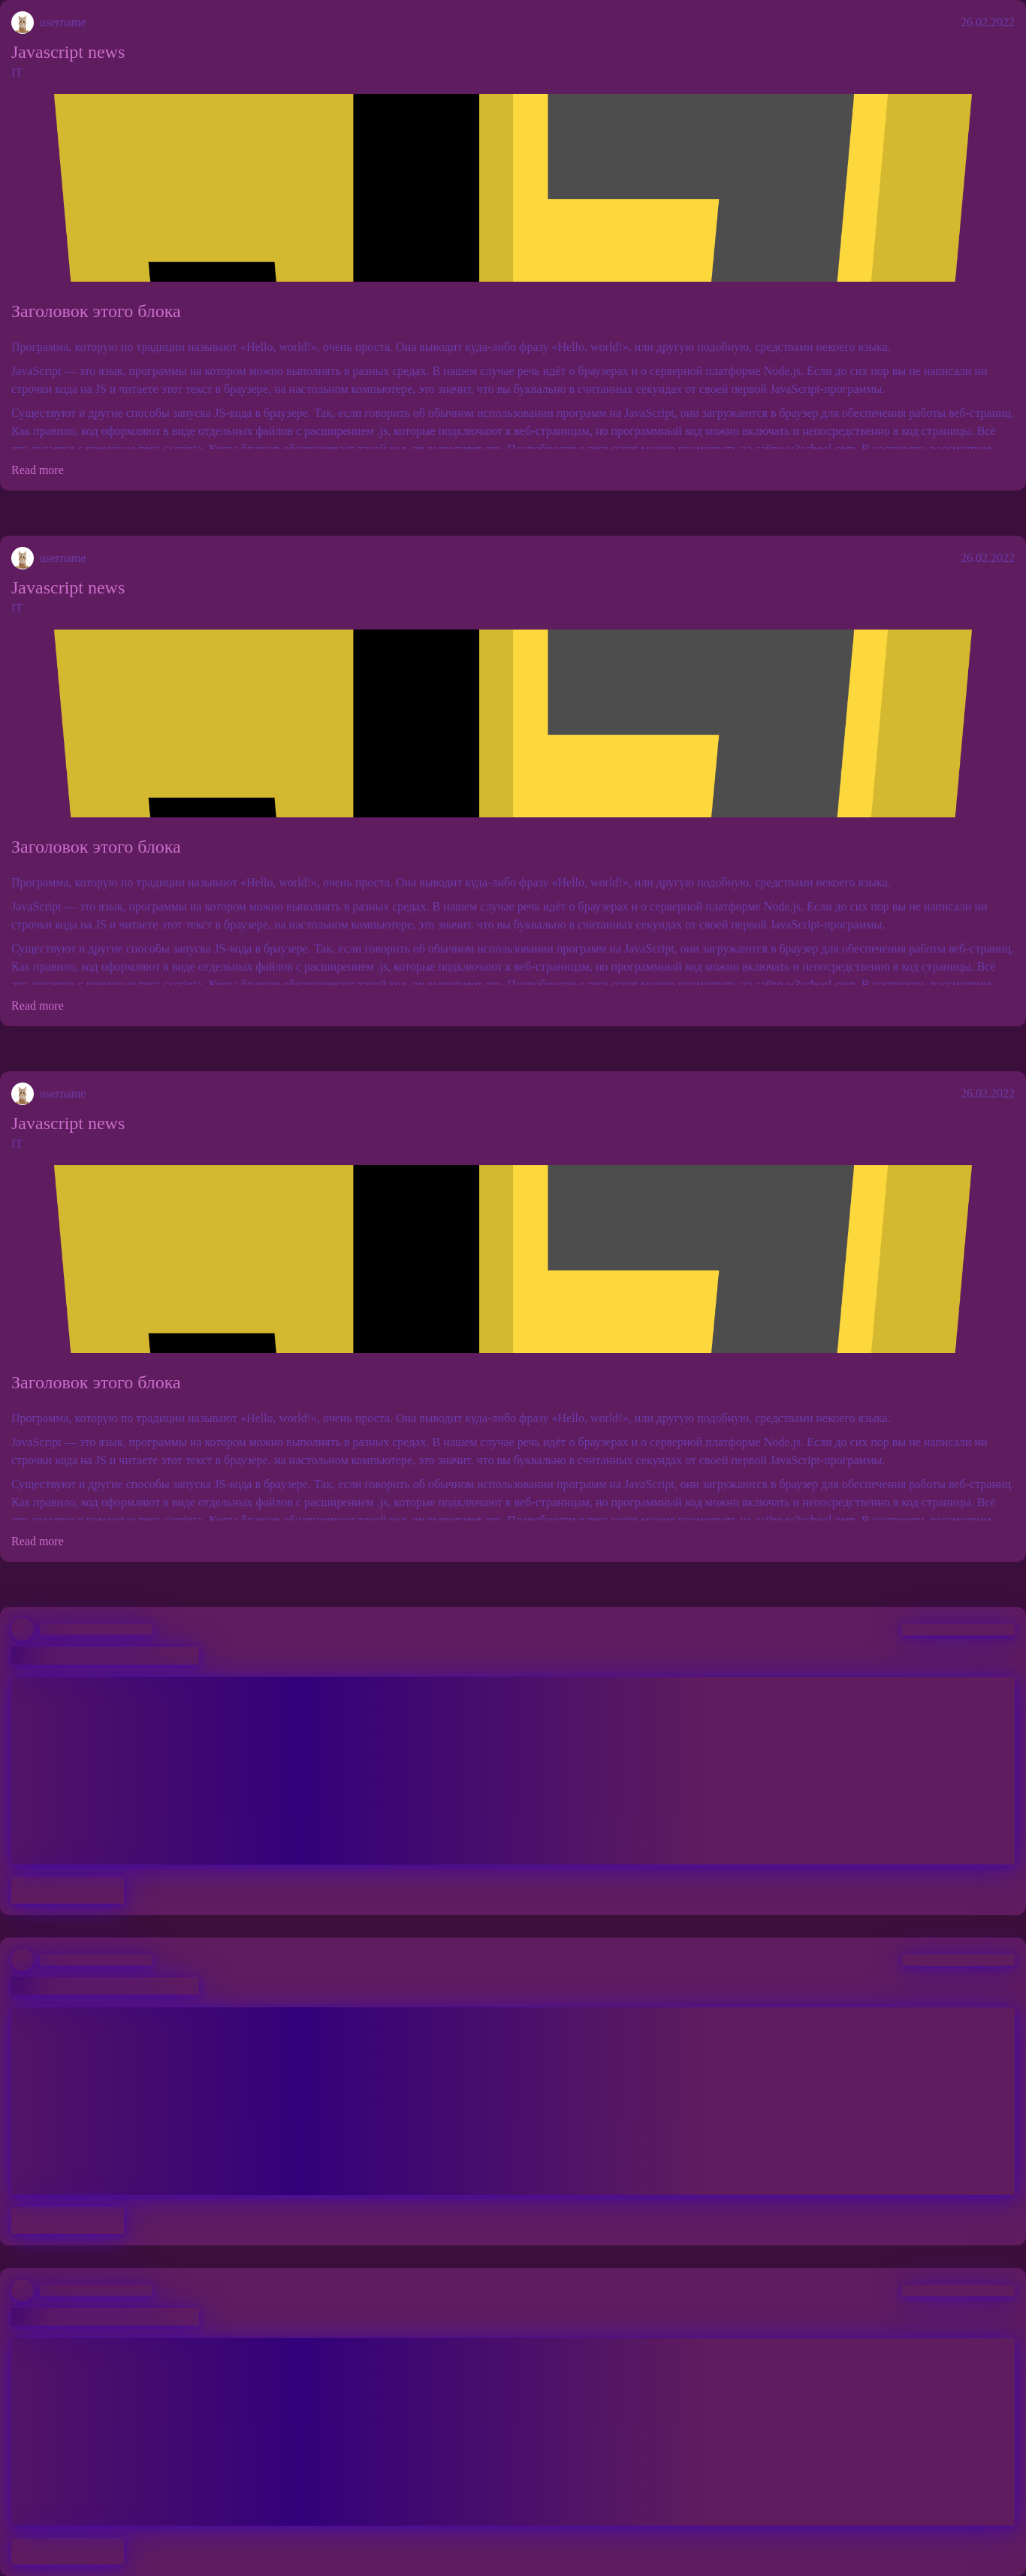 username
26.02.2022
Javascript news
IT
Заголовок этого блока
Программа, которую по традиции называют «Hello, world!», очень проста. Она выводит куда-либо фразу «Hello, world!», или другую подобную, средствами некоего языка.
JavaScript — это язык, программы на котором можно выполнять в разных средах. В нашем случае речь идёт о браузерах и о серверной платформе Node.js. Если до сих пор вы не написали ни
строчки кода на JS и читаете этот текст в браузере, на настольном компьютере, это значит, что вы буквально в считанных секундах от своей первой JavaScript-программы.
Существуют и другие способы запуска JS-кода в браузере. Так, если говорить об обычном использовании программ на JavaScript, они загружаются в браузер для обеспечения работы веб-страниц.
Как правило, код оформляют в виде отдельных файлов с расширением .js, которые подключают к веб-страницам, но программный код можно включать и непосредственно в код страницы. Всё
Read more
username
26.02.2022
Javascript news
IT
Заголовок этого блока
Программа, которую по традиции называют «Hello, world!», очень проста. Она выводит куда-либо фразу «Hello, world!», или другую подобную, средствами некоего языка.
JavaScript — это язык, программы на котором можно выполнять в разных средах. В нашем случае речь идёт о браузерах и о серверной платформе Node.js. Если до сих пор вы не написали ни
строчки кода на JS и читаете этот текст в браузере, на настольном компьютере, это значит, что вы буквально в считанных секундах от своей первой JavaScript-программы.
Существуют и другие способы запуска JS-кода в браузере. Так, если говорить об обычном использовании программ на JavaScript, они загружаются в браузер для обеспечения работы веб-страниц.
Как правило, код оформляют в виде отдельных файлов с расширением .js, которые подключают к веб-страницам, но программный код можно включать и непосредственно в код страницы. Всё
Read more
username
26.02.2022
Javascript news
IT
Заголовок этого блока
Программа, которую по традиции называют «Hello, world!», очень проста. Она выводит куда-либо фразу «Hello, world!», или другую подобную, средствами некоего языка.
JavaScript — это язык, программы на котором можно выполнять в разных средах. В нашем случае речь идёт о браузерах и о серверной платформе Node.js. Если до сих пор вы не написали ни
строчки кода на JS и читаете этот текст в браузере, на настольном компьютере, это значит, что вы буквально в считанных секундах от своей первой JavaScript-программы.
Существуют и другие способы запуска JS-кода в браузере. Так, если говорить об обычном использовании программ на JavaScript, они загружаются в браузер для обеспечения работы веб-страниц.
Как правило, код оформляют в виде отдельных файлов с расширением .js, которые подключают к веб-страницам, но программный код можно включать и непосредственно в код страницы. Всё
Read more